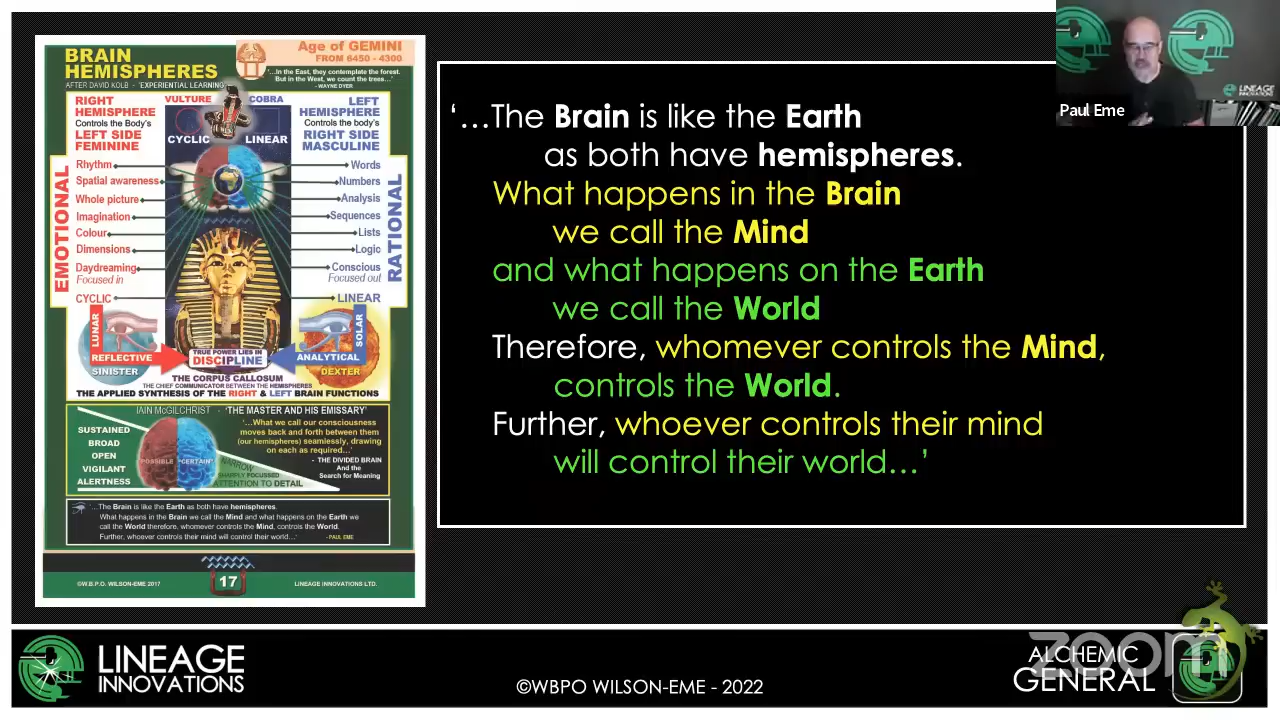 BRAIN
HEMISPHERES
AFTER DAVID KOLB - 'EXPERIENTIAL LEARNING'
Age of GEMINI
FROM 6450 - 4300
'...In the East, they contemplate the forest.
But in the West, we count the trees...'
- WAYNE DYER
RIGHT
HEMISPHERE
Controls the Body's
LEFT SIDE
FEMININE
VULTURE
COBRA
CYCLIC
LINEAR
LEFT
HEMISPHERE
Controls the body's
RIGHT SIDE
MASCULINE
EMOTIONAL
Rhythm
Spatial awareness
Whole picture
Imagination
Colour
Dimensions
Daydreaming
Focused in
CYCLIC
Words
Numbers
Analysis
Sequences
Lists
Logic
Conscious
Focused out
LINEAR
RATIONAL
LUNAR
REFLECTIVE
SINISTER
TRUE POWER LIES IN
DISCIPLINE
SOLAR
ANALYTICAL
DEXTER
THE CORPUS CALLOSUM
THE CHIEF COMMUNICATOR BETWEEN THE HEMISPHERES
THE APPLIED SYNTHESIS OF THE RIGHT & LEFT BRAIN FUNCTIONS
IAIN McGILCHRIST - 'THE MASTER AND HIS EMISSARY'
SUSTAINED
BROAD
OPEN
VIGILANT
ALERTNESS
POSSIBLE
"CERTAIN"
'...What we call our consciousness
moves back and forth between them
(our hemispheres) seamlessly, drawing
on each as required...'
- THE DIVIDED BRAIN
And the
Search for Meaning
NARROW
SHARPLY FOCUSSED
ATTENTION TO DETAIL
'...The Brain is like the Earth as both have hemispheres.
What happens in the Brain we call the Mind and what happens on the Earth we
call the World therefore, whomever controls the Mind, controls the World.
Further, whoever controls their mind will control their world...'
- PAUL EME
©W.B.P.O. WILSON-EME 2017
17
LINEAGE INNOVATIONS LTD.
'...The Brain is like the Earth
as both have hemispheres.
What happens in the Brain
we call the Mind
and what happens on the Earth
we call the World
Therefore, whomever controls the Mind,
controls the World.
Further, whoever controls their mind
will control their world...'
LINEAGE
INNOVATIONS
Paul Eme
LINEAGE
INNOVATIONS
©WBPO WILSON-EME - 2022
zoom
ALCHEMIC
GENERAL